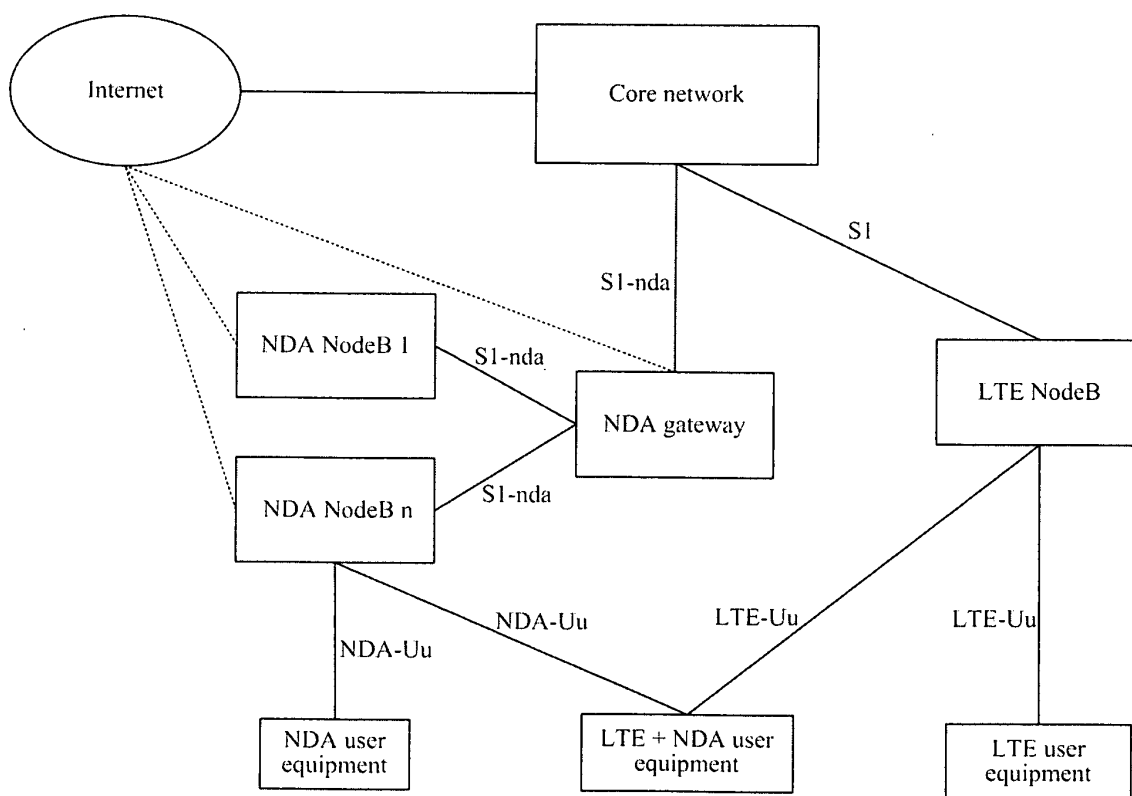 Internet
Core network
S1
S1-nda
NDA NodeB 1
S1-nda
LTE NodeB
NDA gateway
NDA NodeB n
S1-nda
NDA-Uu
LTE-Uu
LTE-Uu
NDA-Uu
NDA user
equipment
LTE + NDA user
equipment
LTE user
equipment